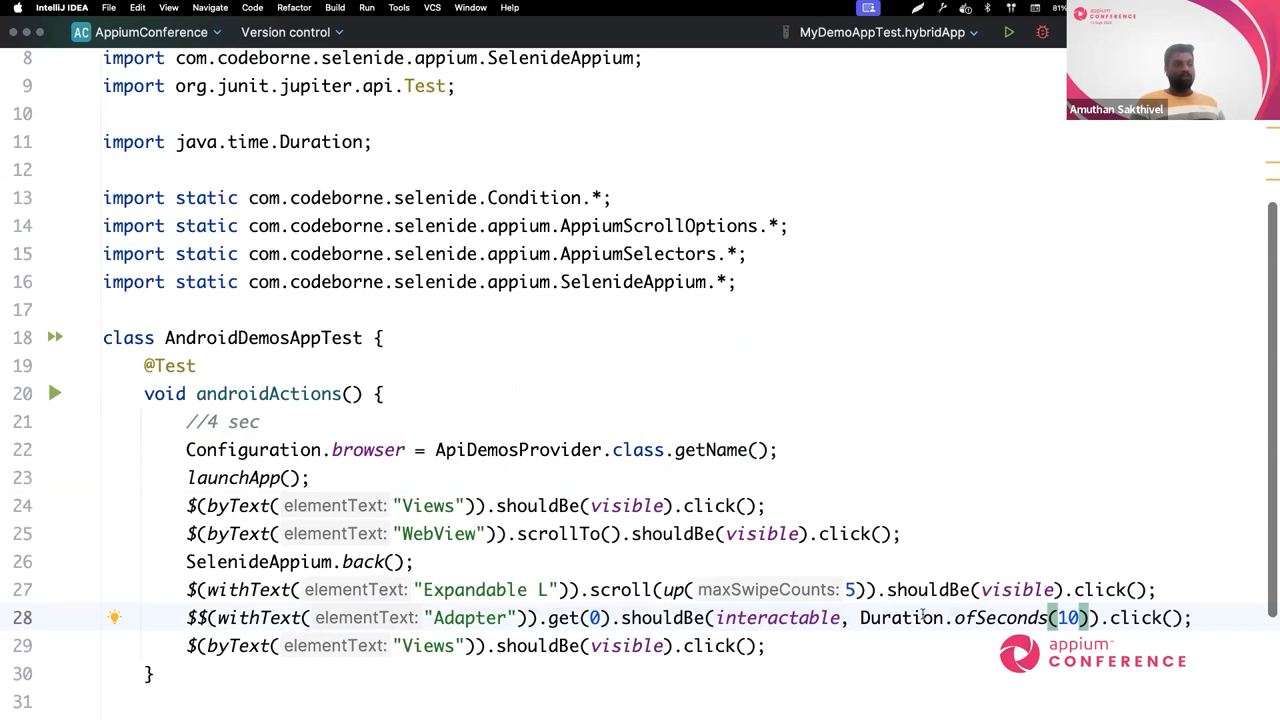 IntelliJ IDEA File Edit View Navigate Code Refactor Build Run Tools VCS Window Help 81%
AC AppiumConference Version control MyDemoAppTest.hybridApp
appium
CONFERENCE
Amuthan Sakthivel
8 import com.codeborne.selenide.appium.SelenideAppium;
9 import org.junit.jupiter.api.Test;
10
11 import java.time.Duration;
12
13 import static com.codeborne.selenide.Condition.*;
14 import static com.codeborne.selenide.appium.AppiumScrollOptions.*;
15 import static com.codeborne.selenide.appium.AppiumSelectors.*;
16 import static com.codeborne.selenide.appium.SelenideAppium.*;
17
18 class AndroidDemosAppTest {
19 @Test
20 void androidActions() {
21 //4 sec
22 Configuration.browser = ApiDemosProvider.class.getName();
23 launchApp();
24 $(byText( elementText: "Views")).shouldBe(visible).click();
25 $(byText( elementText: "WebView")).scrollTo().shouldBe(visible).click();
26 SelenideAppium.back();
27 $(withText( elementText: "Expandable L")).scroll(up( maxSwipeCounts: 5)).shouldBe(visible).click();
28 $$(withText( elementText: "Adapter")).get(0).shouldBe(interactable, Duration.ofSeconds(10)).click();
29 $(byText( elementText: "Views")).shouldBe(visible).click();
30 }
31
appium
CONFERENCE